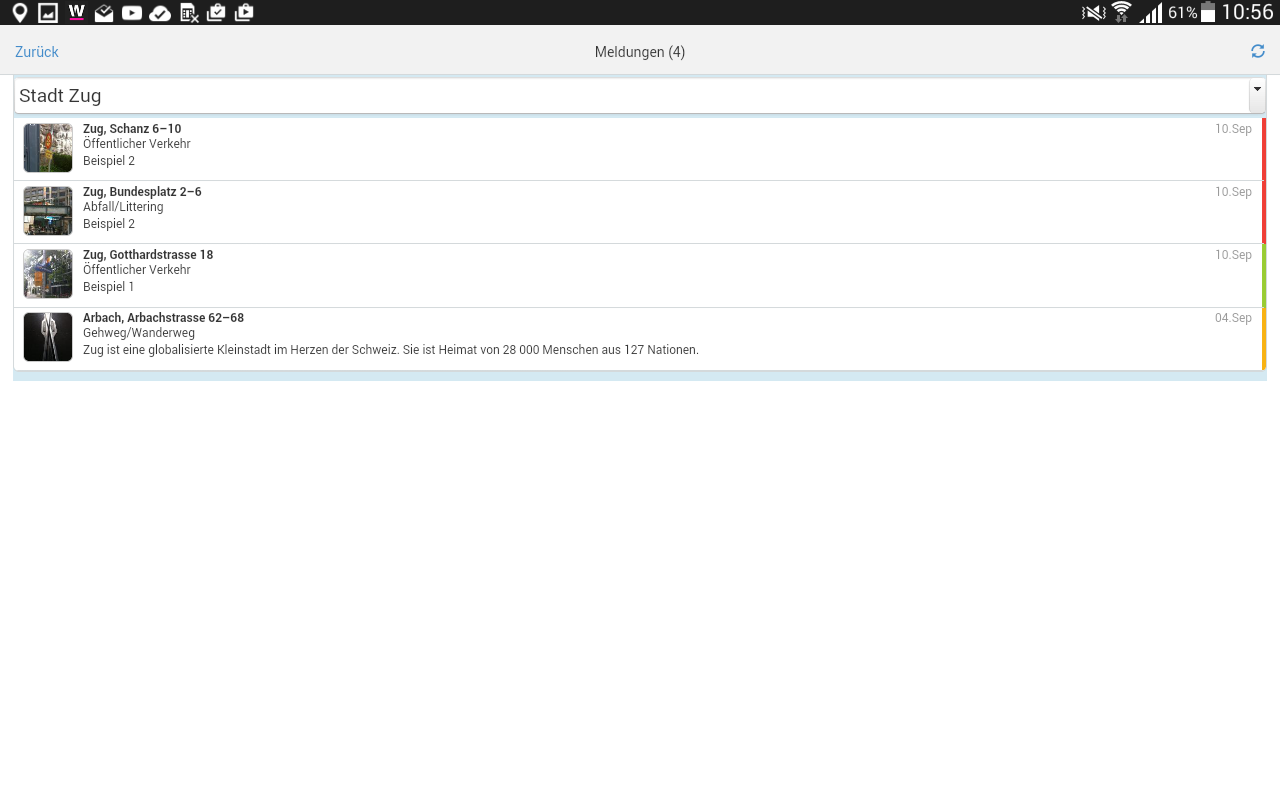 61% 10:56
Zurück
Meldungen (4)
Stadt Zug
Zug, Schanz 6–10
10.Sep
Öffentlicher Verkehr
Beispiel 2
Zug, Bundesplatz 2–6
10.Sep
Abfall/Littering
Beispiel 2
Zug, Gotthardstrasse 18
10.Sep
Öffentlicher Verkehr
Beispiel 1
Arbach, Arbachstrasse 62–68
04.Sep
Gehweg/Wanderweg
Zug ist eine globalisierte Kleinstadt im Herzen der Schweiz. Sie ist Heimat von 28 000 Menschen aus 127 Nationen.